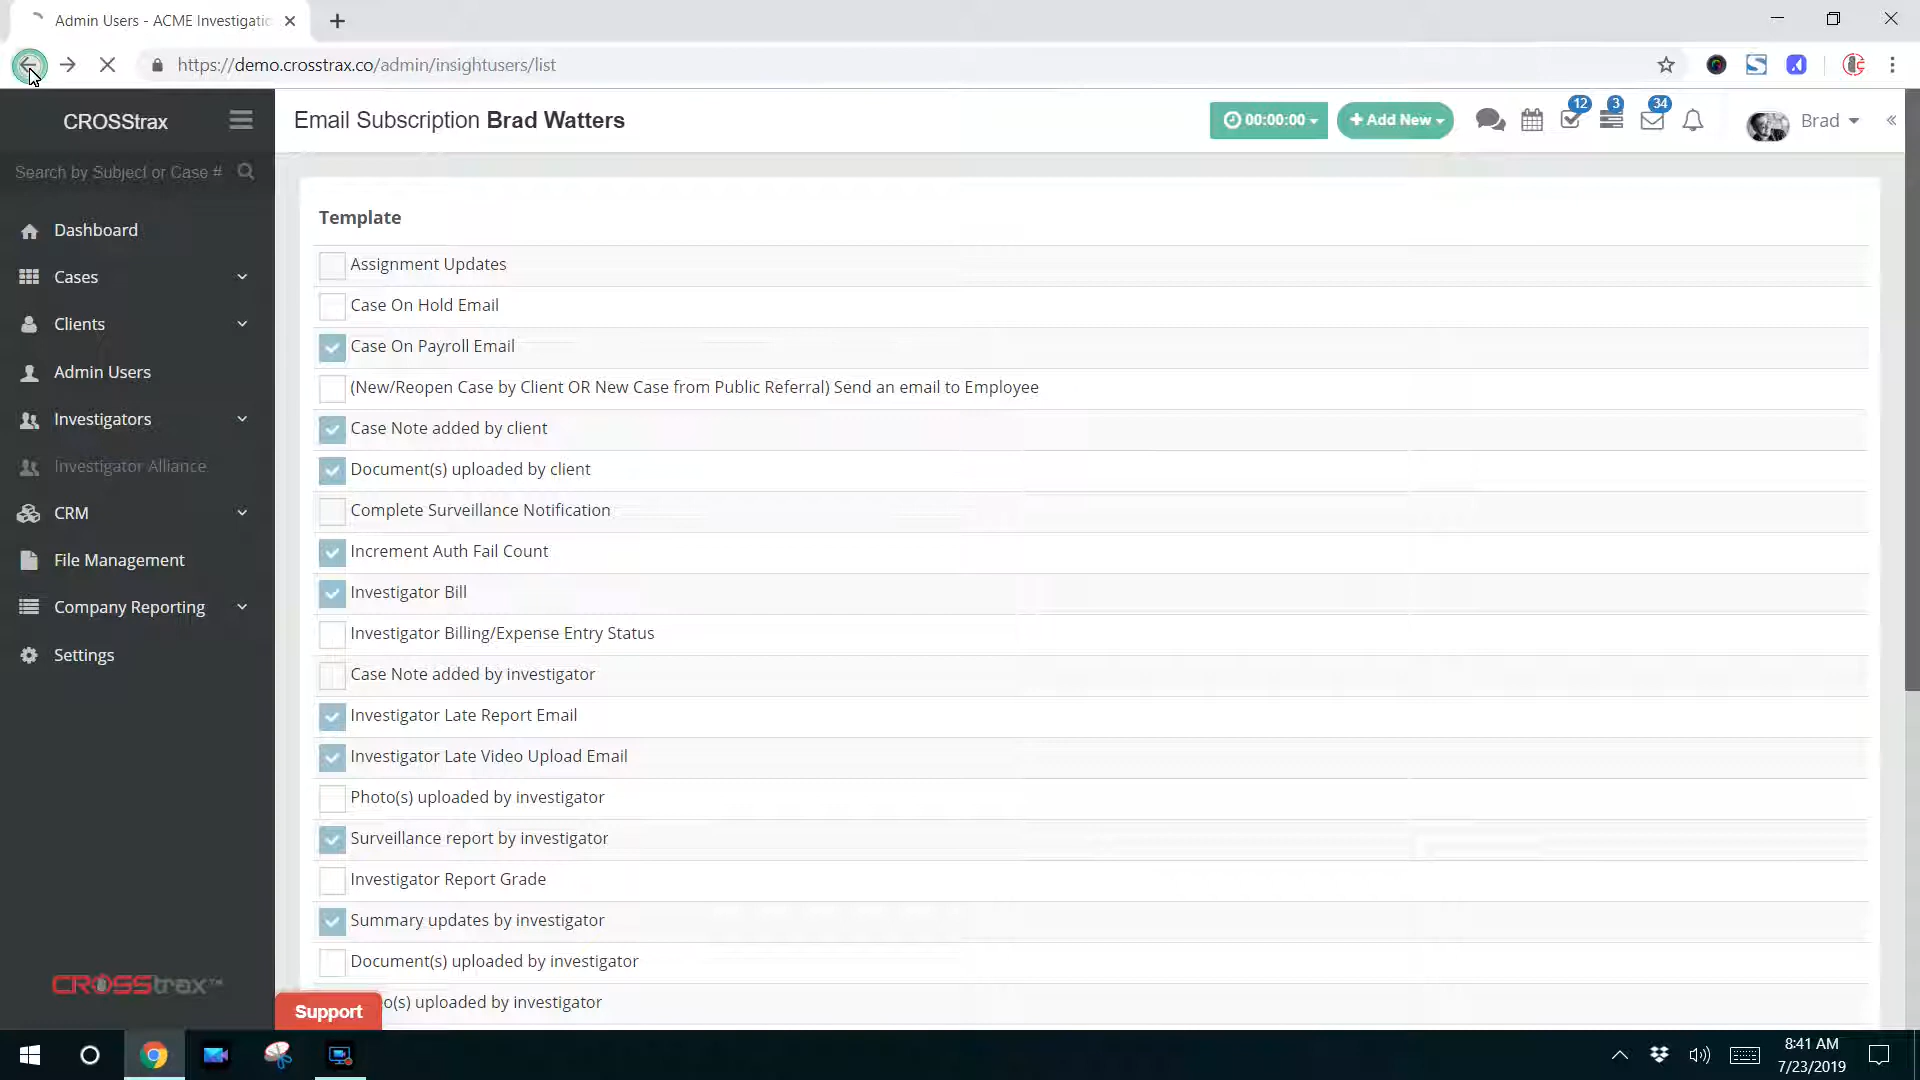 Admin Users - ACME Investigatio
https://demo.crosstrax.co/admin/insightusers/list
CROSStrax
Email Subscription Brad Watters
00:00:00
Add New
12
3
34
Brad
Search by Subject or Case #
Dashboard
Cases
Clients
Admin Users
Investigators
Investigator Alliance
CRM
File Management
Company Reporting
Settings
Template
Assignment Updates
Case On Hold Email
Case On Payroll Email
(New/Reopen Case by Client OR New Case from Public Referral) Send an email to Employee
Case Note added by client
Document(s) uploaded by client
Complete Surveillance Notification
Increment Auth Fail Count
Investigator Bill
Investigator Billing/Expense Entry Status
Case Note added by investigator
Investigator Late Report Email
Investigator Late Video Upload Email
Photo(s) uploaded by investigator
Surveillance report by investigator
Investigator Report Grade
Summary updates by investigator
Document(s) uploaded by investigator
eo(s) uploaded by investigator
CROSStrax™
Support
8:41 AM
7/23/2019